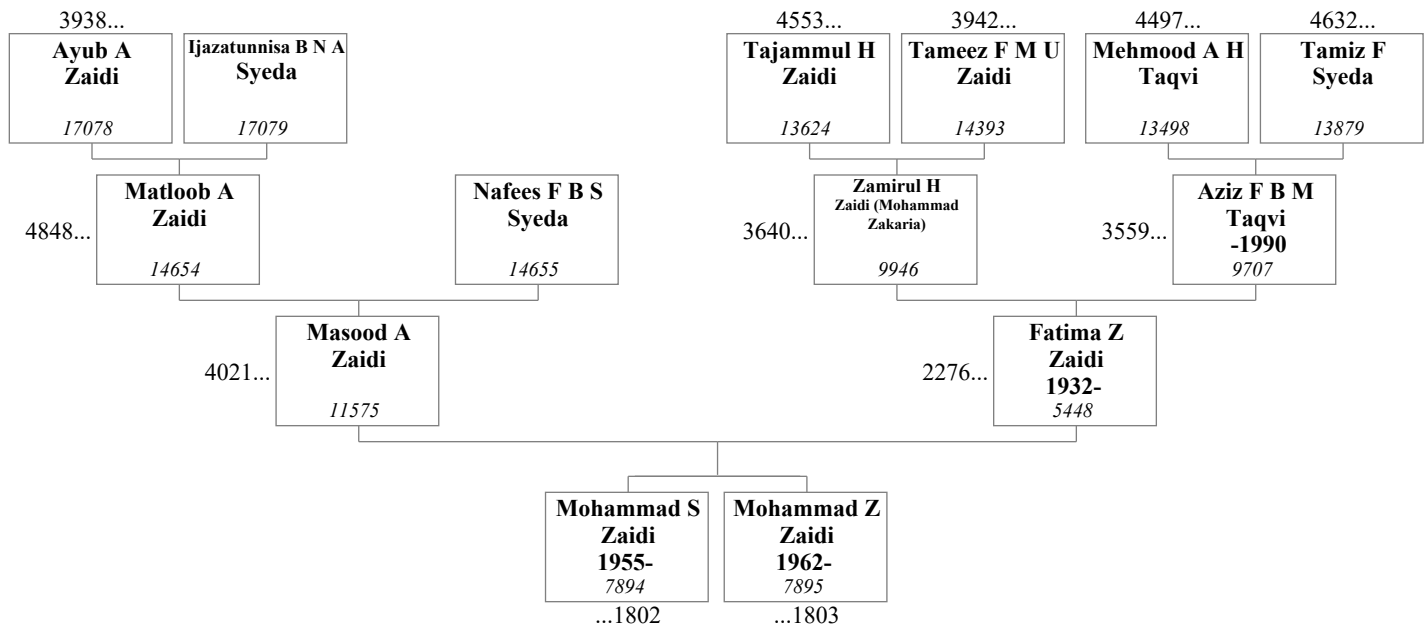 3938...
4553...
3942...
4497...
4632...
Ayub A
Zaidi
17078
Ijazatunnisa B N A
Syeda
17079
Tajammul H
Zaidi
13624
Tameez F M U
Zaidi
14393
Mehmood A H
Taqvi
13498
Tamiz F
Syeda
13879
4848...
Matloob A
Zaidi
14654
Nafees F B S
Syeda
14655
3640...
Zamirul H
Zaidi (Mohammad
Zakaria)
9946
3559...
Aziz F B M
Taqvi
-1990
9707
4021...
Masood A
Zaidi
11575
2276...
Fatima Z
Zaidi
1932-
5448
Mohammad S
Zaidi
1955-
7894
...1802
Mohammad Z
Zaidi
1962-
7895
...1803